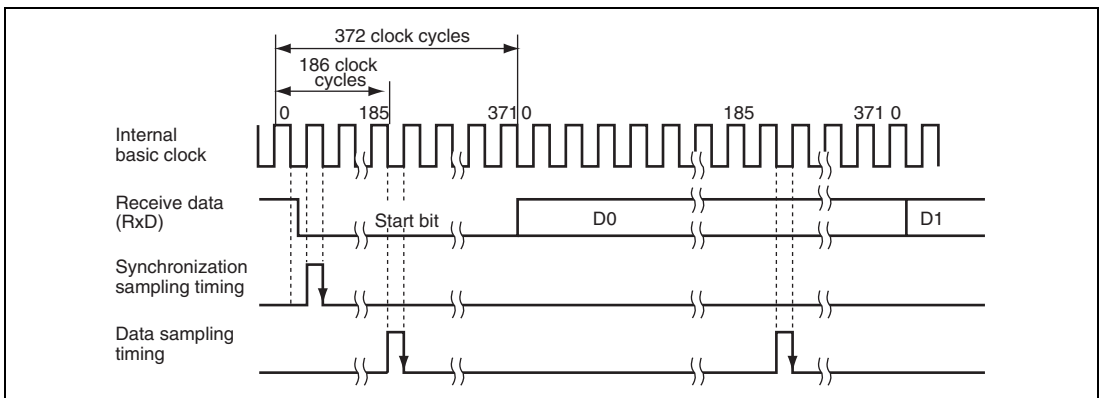 372 clock cycles
186 clock
cycles
0 185 371 0 185 371 0
Internal
basic clock
Receive data
(RxD)
Start bit D0 D1
Synchronization
sampling timing
Data sampling
timing